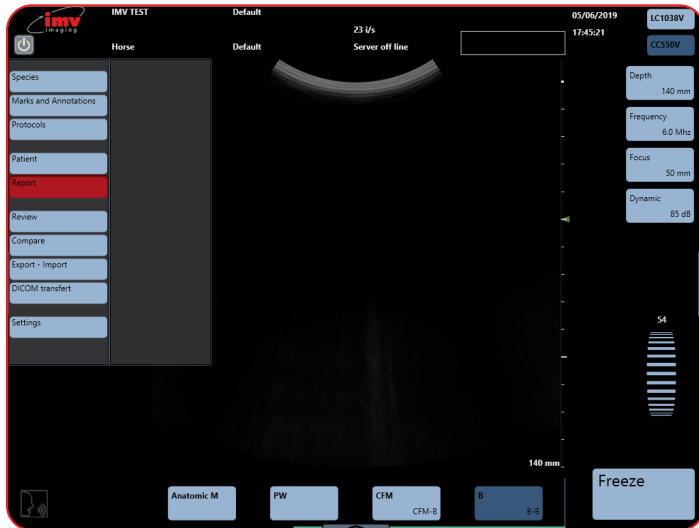 imv
imaging
IMV TEST
Default
23 i/s
05/06/2019
17:45:21
LC1038V
CC550V
Horse
Default
Server off line
Species
Marks and Annotations
Protocols
Patient
Report
Review
Compare
Export - Import
DICOM transfert
Settings
Depth
140 mm
Frequency
6.0 Mhz
Focus
50 mm
Dynamic
85 dB
54
140 mm
Anatomic M
PW
CFM
CFM-B
B
B-B
Freeze